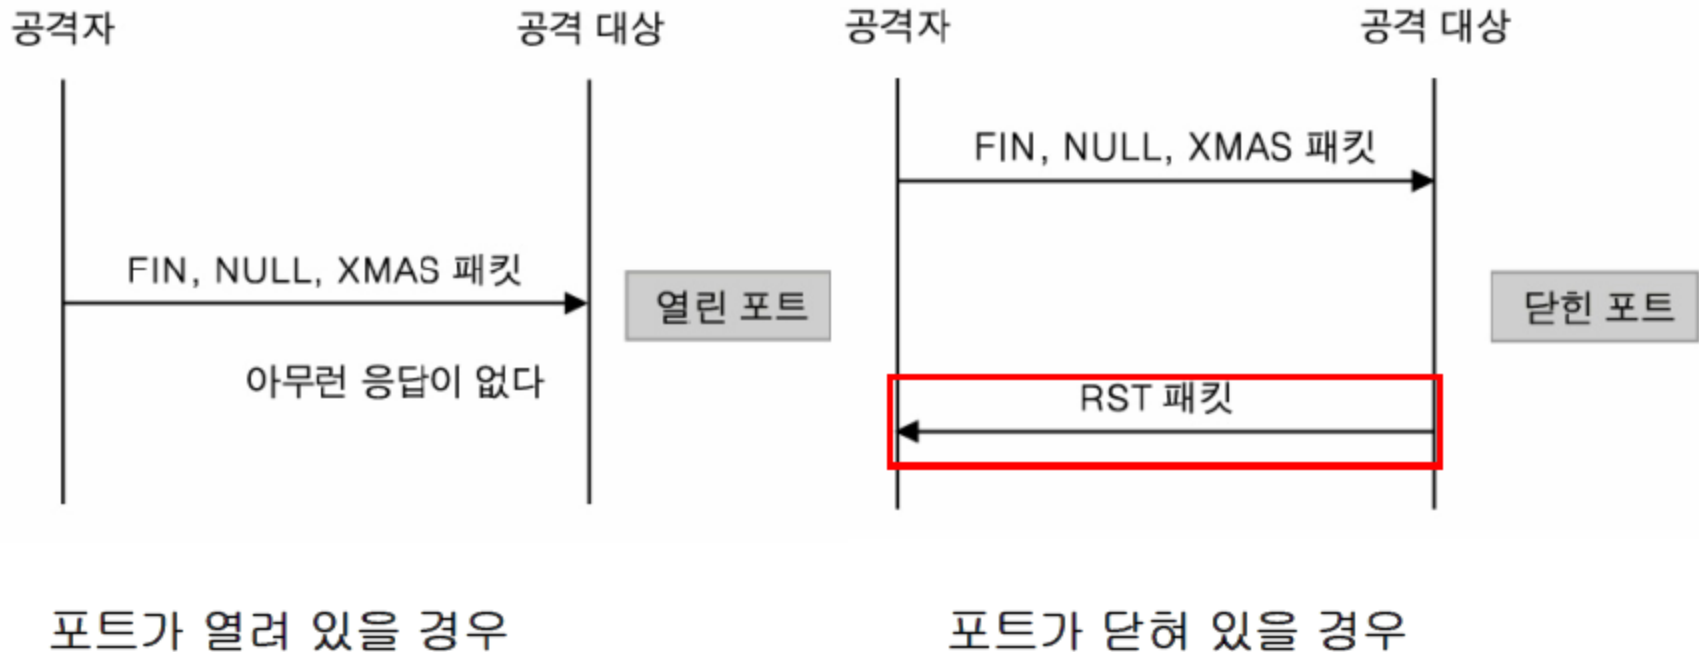 공격자
공격 대상
FIN, NULL, XMAS 패킷
열린 포트
아무런 응답이 없다
포트가 열려 있을 경우
공격자
공격 대상
FIN, NULL, XMAS 패킷
닫힌 포트
RST 패킷
포트가 닫혀 있을 경우